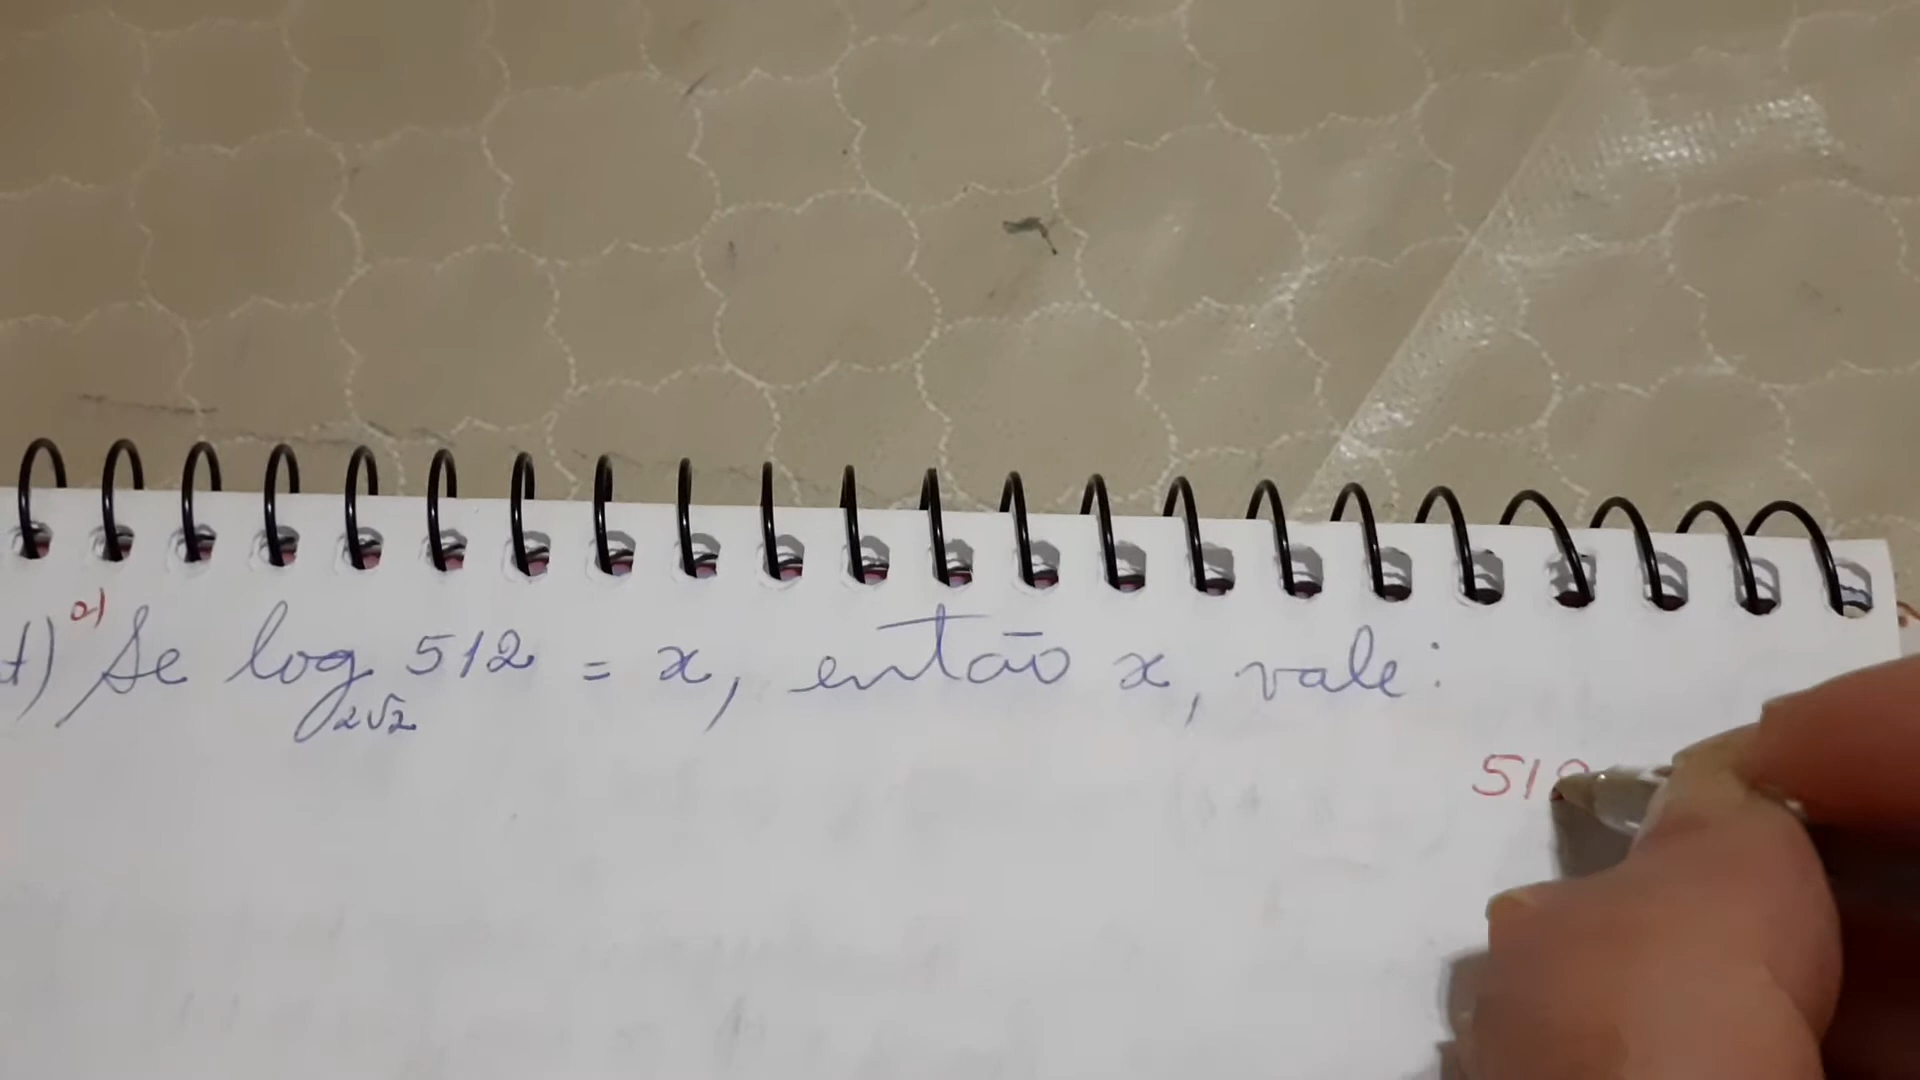 a)
Se log 512 = x, então x, vale:
2√2
51